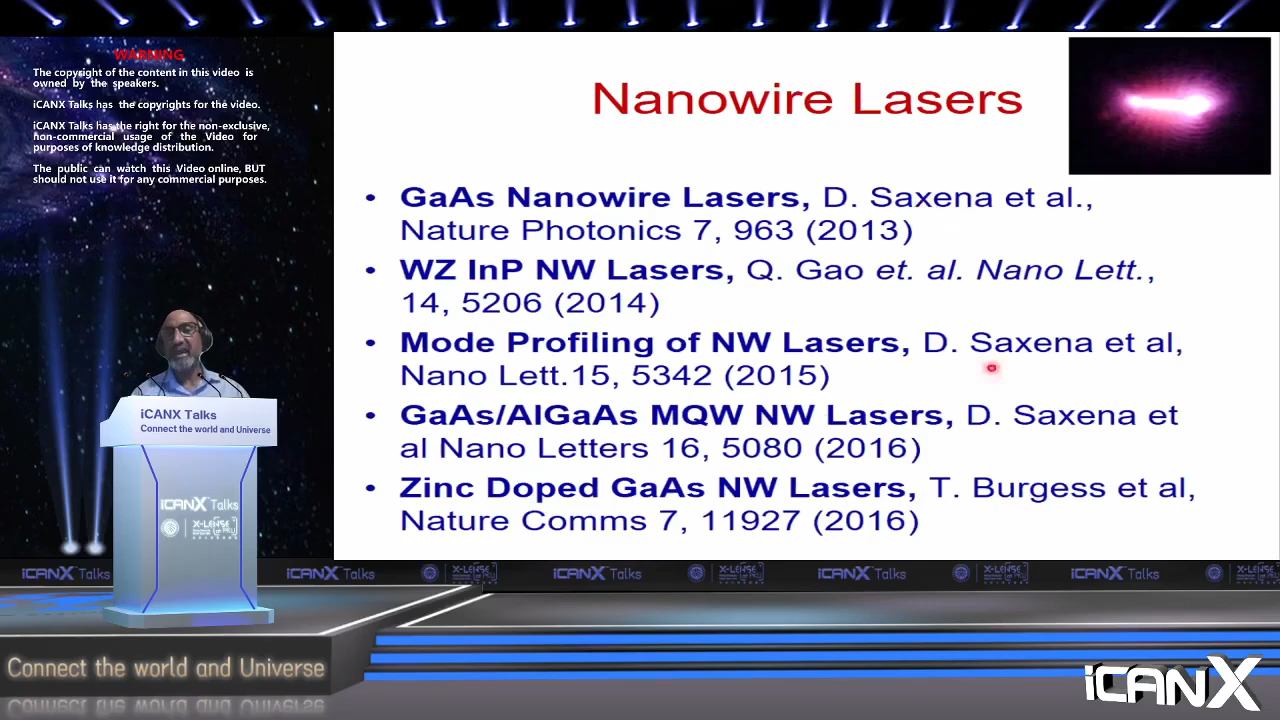 WARNING
The copyright of the content in this video is
owned by the speakers.
iCANX Talks has the copyrights for the video.
iCANX Talks has the right for the non-exclusive,
non-commercial usage of the Video for
purposes of knowledge distribution.
The public can watch this Video online, BUT
should not use it for any commercial purposes.
Nanowire Lasers
• GaAs Nanowire Lasers, D. Saxena et al.,
Nature Photonics 7, 963 (2013)
• WZ InP NW Lasers, Q. Gao et. al. Nano Lett.,
14, 5206 (2014)
• Mode Profiling of NW Lasers, D. Saxena et al,
Nano Lett.15, 5342 (2015)
• GaAs/AlGaAs MQW NW Lasers, D. Saxena et
al Nano Letters 16, 5080 (2016)
• Zinc Doped GaAs NW Lasers, T. Burgess et al,
Nature Comms 7, 11927 (2016)
iCANX Talks
Connect the world and Universe
iCANX Talks
X-LENSE
iCANX Talks
iCANX Talks
X-LENSE
iCANX Talks
X-LENSE
iCANX Talks
X-LENSE
iCANX Talks
Connect the world and Universe
iCANX